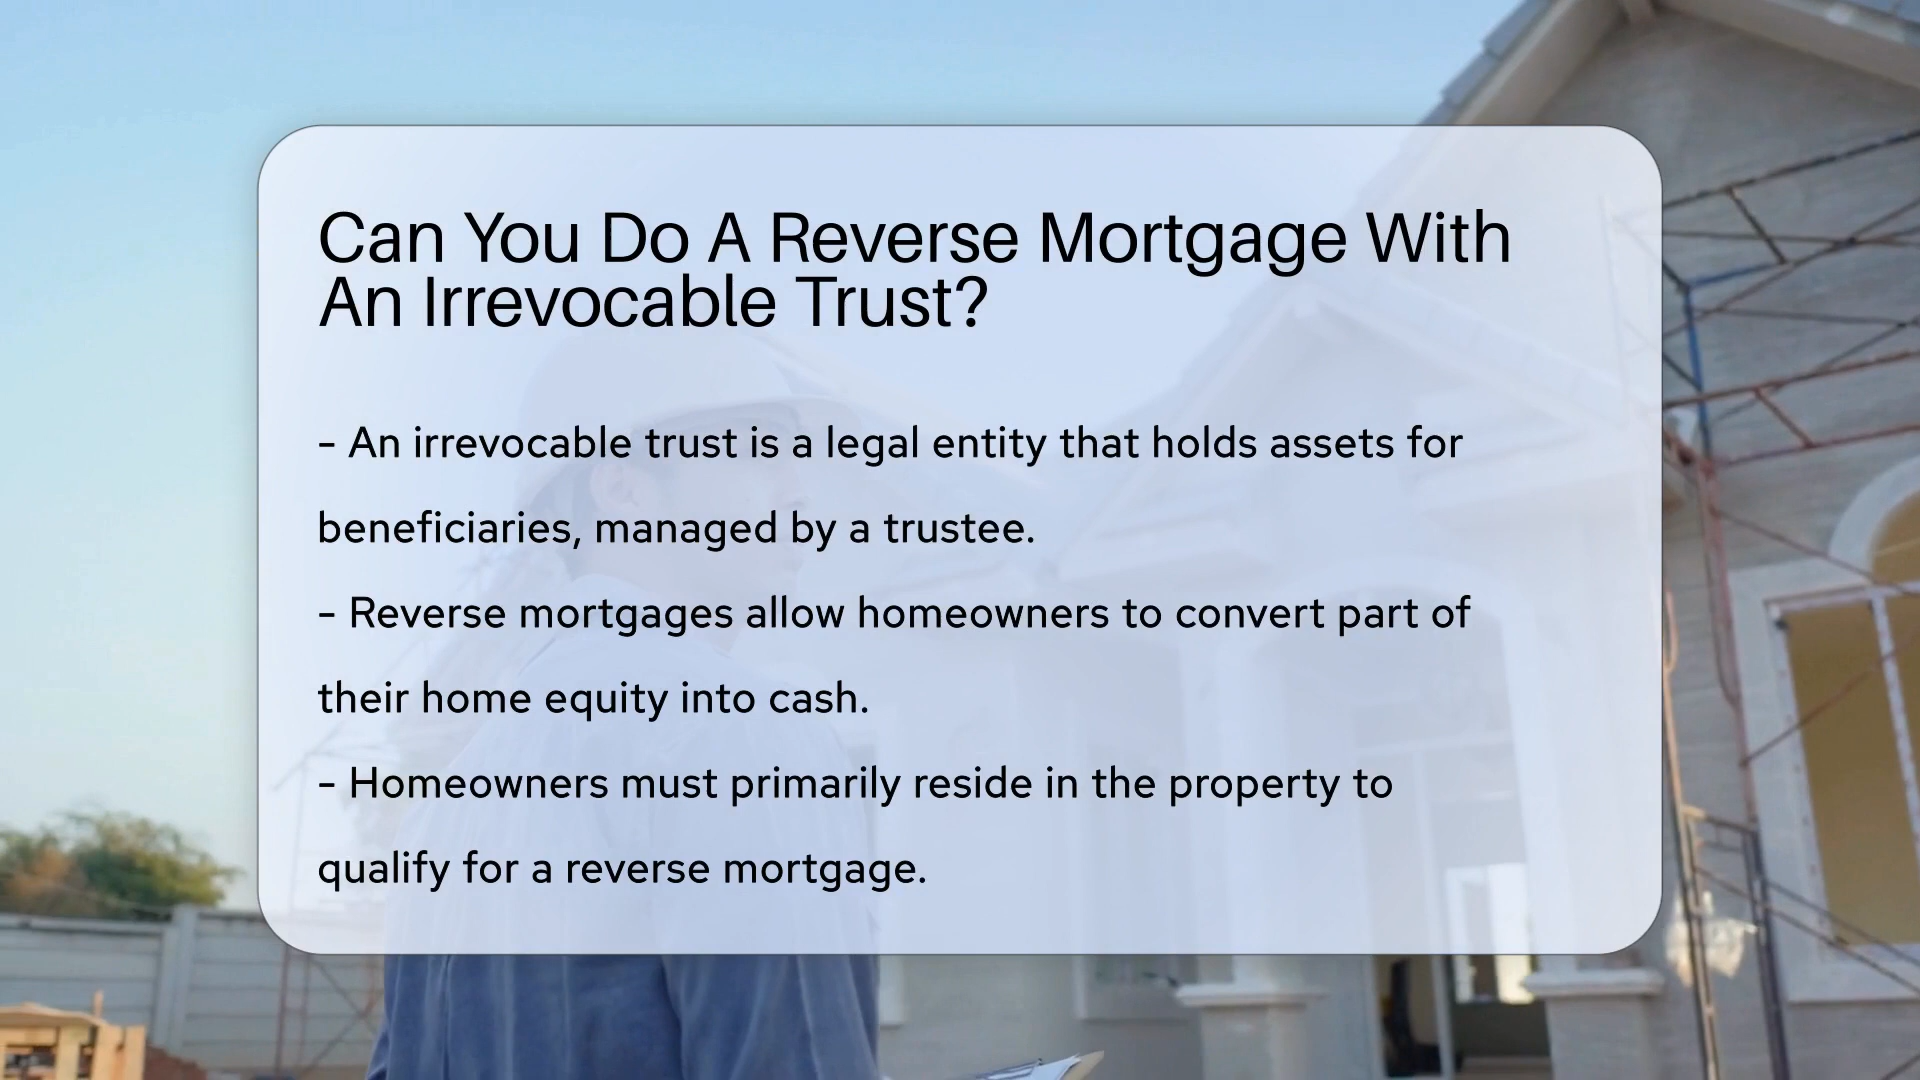 Can You Do A Reverse Mortgage With
An Irrevocable Trust?
– An irrevocable trust is a legal entity that holds assets for
beneficiaries, managed by a trustee.
– Reverse mortgages allow homeowners to convert part of
their home equity into cash.
– Homeowners must primarily reside in the property to
qualify for a reverse mortgage.